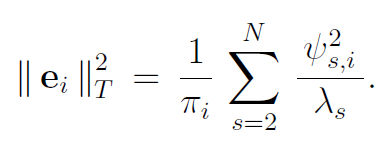 ‖ e_i ‖_T^2 = \frac{1}{π_i} \sum_{s=2}^{N} \frac{ψ_{s,i}^2}{λ_s}.